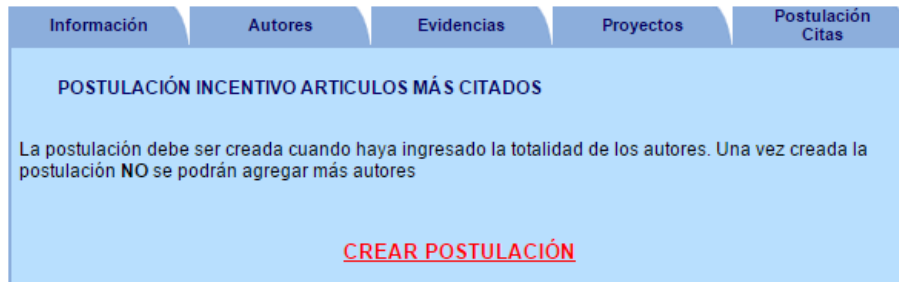 Información Autores Evidencias Proyectos Postulación Citas
POSTULACIÓN INCENTIVO ARTICULOS MÁS CITADOS
La postulación debe ser creada cuando haya ingresado la totalidad de los autores. Una vez creada la
postulación NO se podrán agregar más autores
CREAR POSTULACIÓN